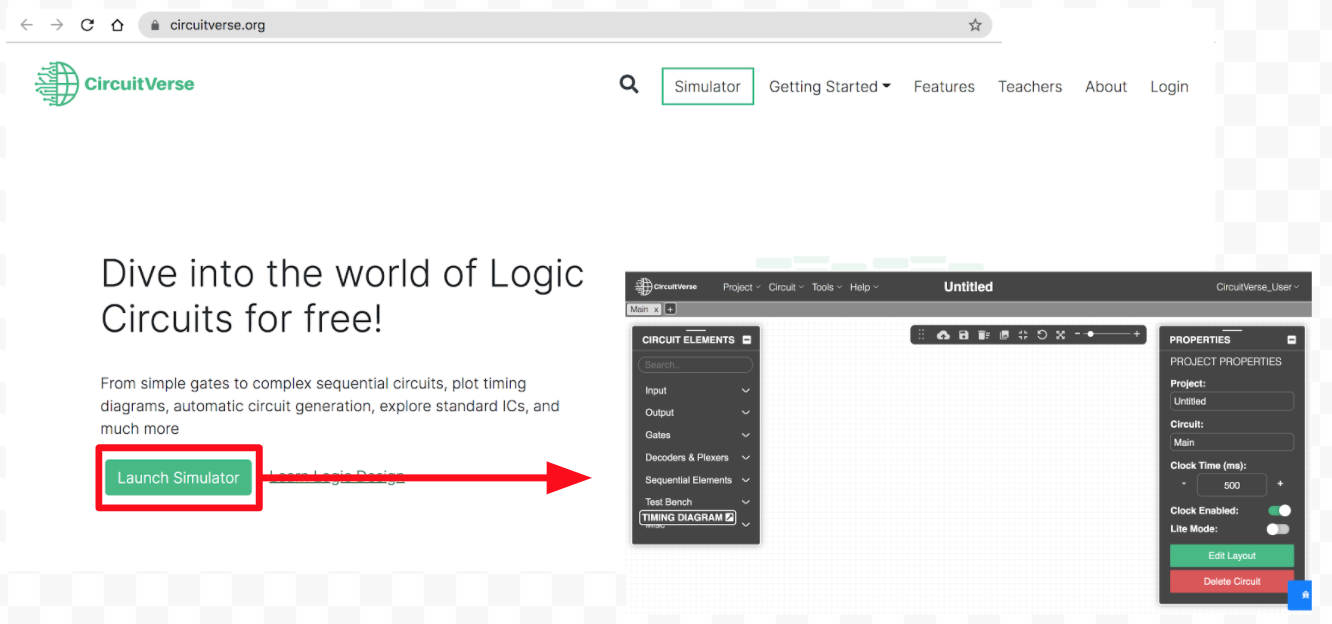 circuitverse.org
CircuitVerse
Simulator Getting Started Features Teachers About Login
Dive into the world of Logic
Circuits for free!
From simple gates to complex sequential circuits, plot timing
diagrams, automatic circuit generation, explore standard ICs, and
much more
Launch Simulator Learn Logic Design
CircuitVerse Project Circuit Tools Help Untitled CircuitVerse_User
Main x +
CIRCUIT ELEMENTS
Search..
Input
Output
Gates
Decoders & Plexers
Sequential Elements
Test Bench
TIMING DIAGRAM
Misc
PROPERTIES
PROJECT PROPERTIES
Project:
Untitled
Circuit:
Main
Clock Time (ms):
- 500 +
Clock Enabled:
Lite Mode:
Edit Layout
Delete Circuit